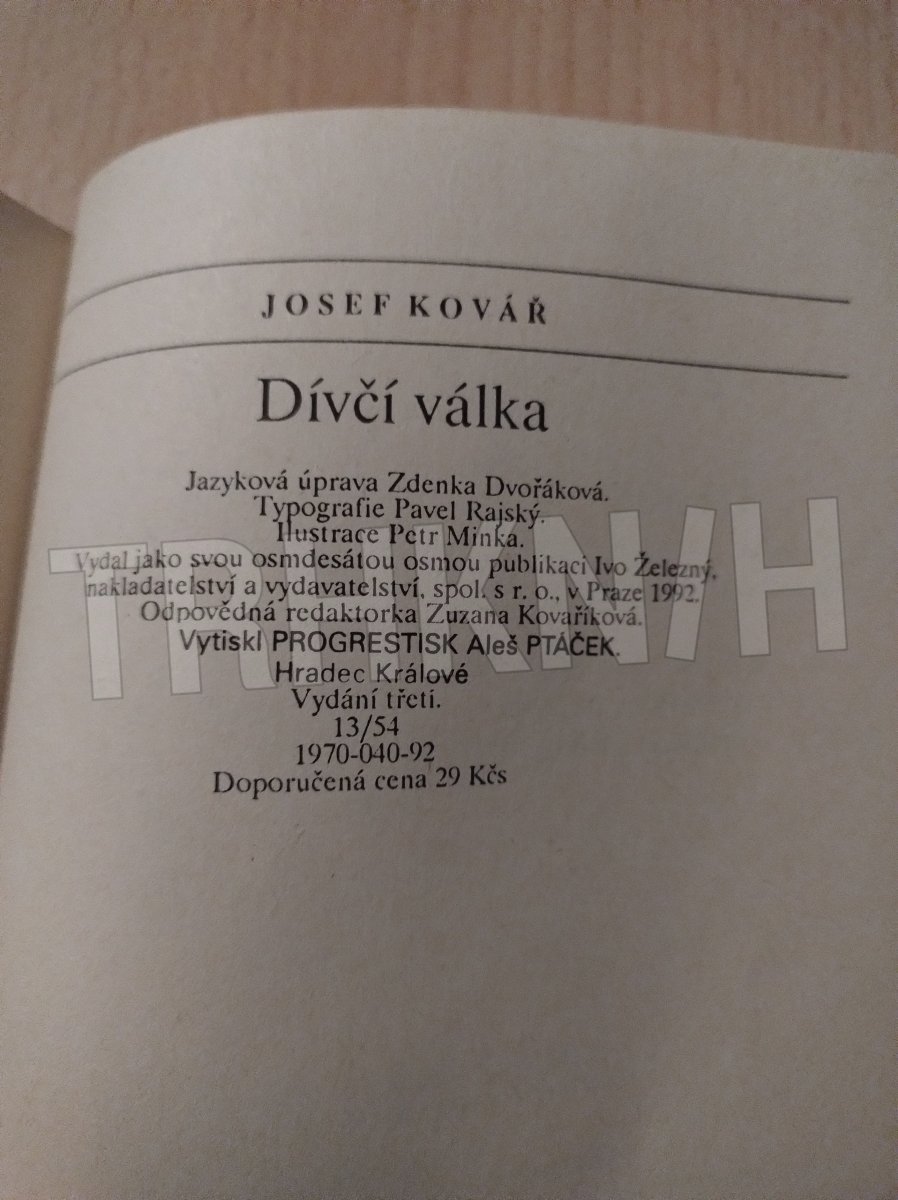 JOSEF KOVÁŘ
Dívčí válka
Jazyková úprava Zdenka Dvořáková.
Typografie Pavel Rajský.
Ilustrace Petr Minka.
Vydal jako svou osmdesátou osmou publikaci Ivo Železný,
nakladatelství a vydavatelství, spol. s r. o., v Praze 1992.
Odpovědná redaktorka Zuzana Kovaříková.
Vytiskl PROGRESTISK Aleš PTÁČEK.
Hradec Králové
Vydání třetí.
13/54
1970-040-92
Doporučená cena 29 Kčs